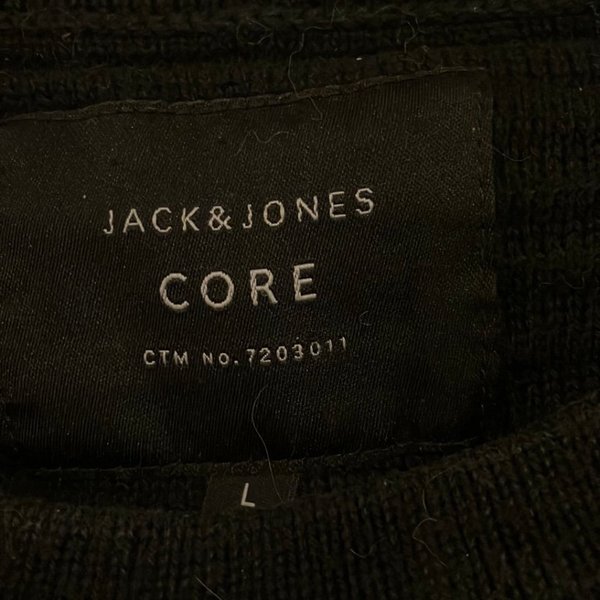 JACK&JONES
CORE
CTM No.7203011
L